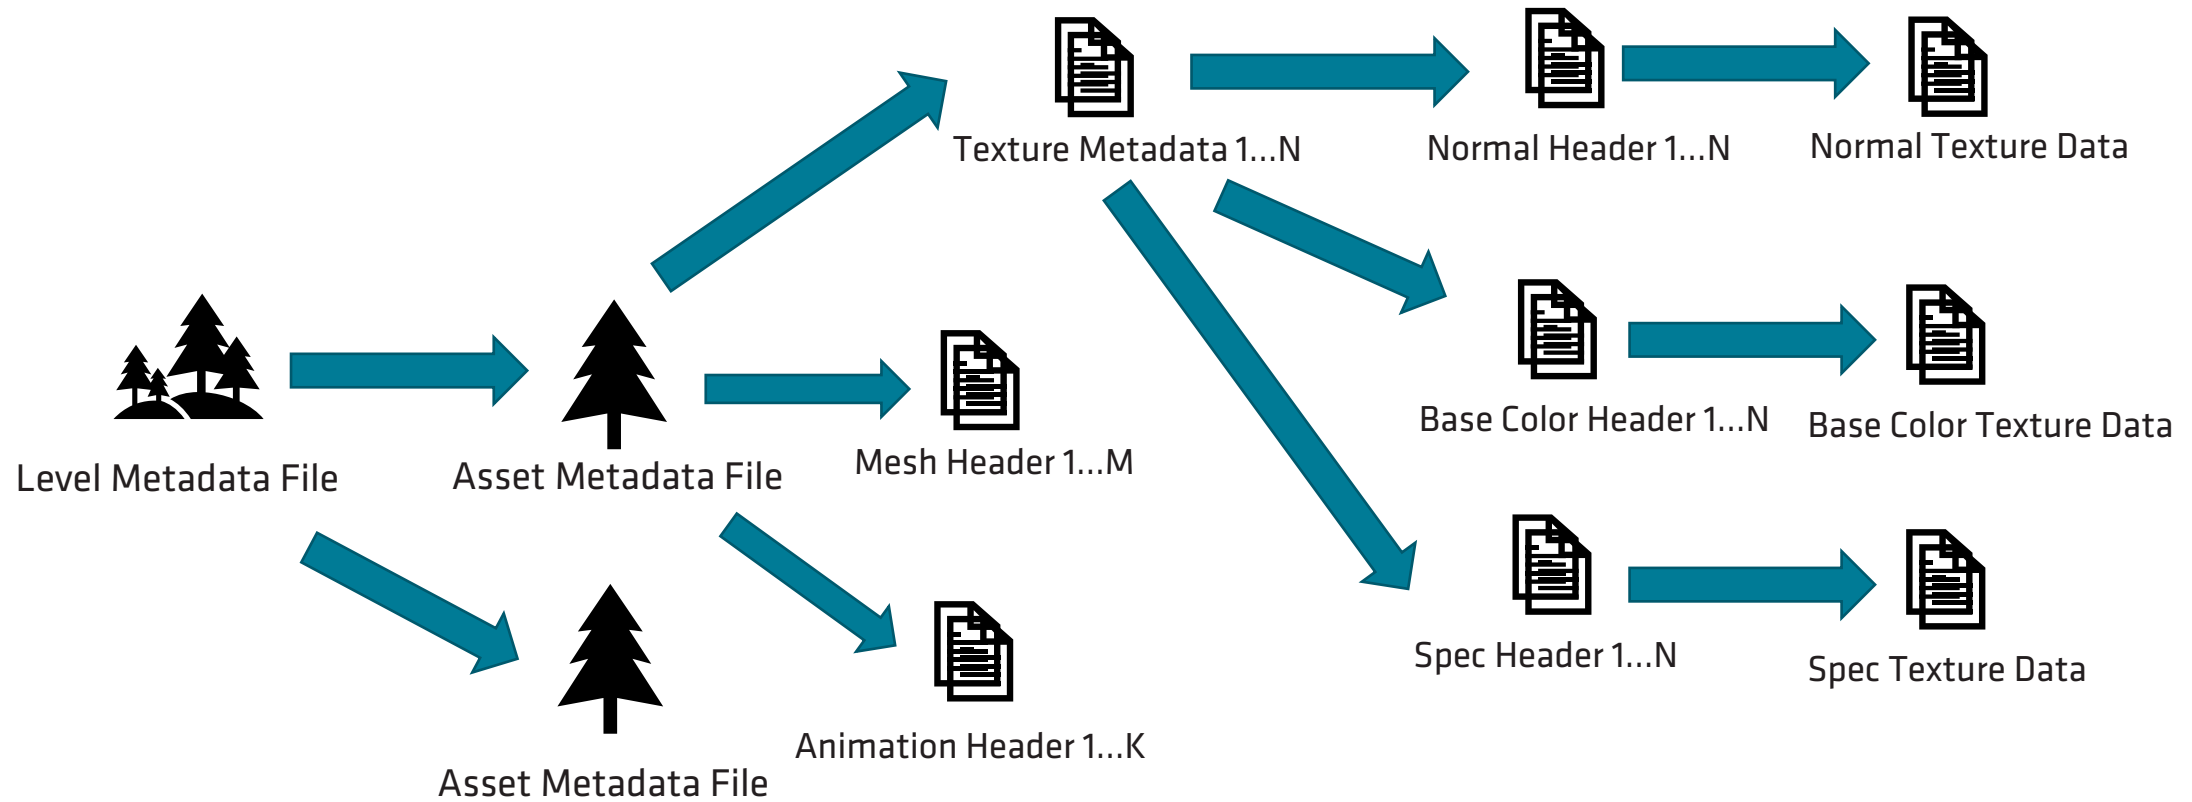 Texture Metadata 1...N
Normal Header 1...N
Normal Texture Data
Level Metadata File
Asset Metadata File
Mesh Header 1...M
Base Color Header 1...N
Base Color Texture Data
Asset Metadata File
Animation Header 1...K
Spec Header 1...N
Spec Texture Data